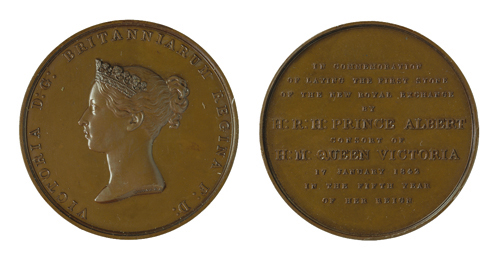 VICTORIA D: G: BRITANNIARUM REGINA F: D:
IN COMMEMORATION
OF LAYING THE FIRST STONE
OF THE NEW ROYAL EXCHANGE
BY
H.R.H PRINCE ALBERT
CONSORT OF
H.M. QUEEN VICTORIA
17 JANUARY 1842
IN THE FIFTH YEAR
OF HER REIGN